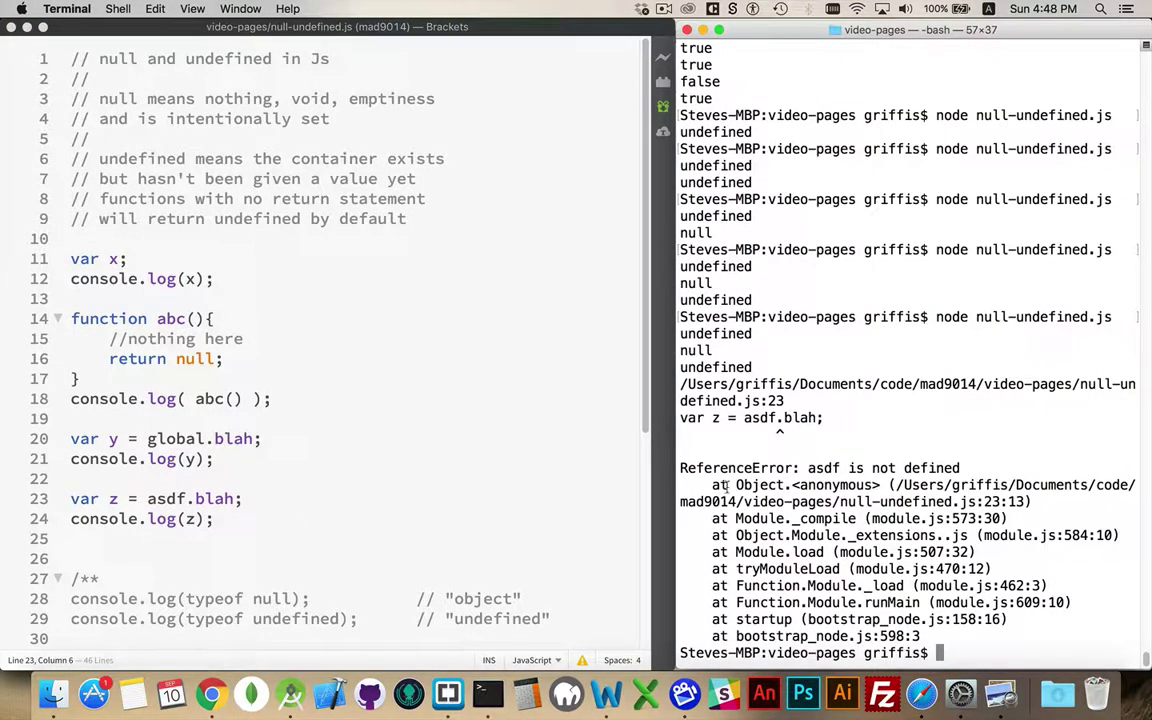 Terminal Shell Edit View Window Help 100% Sun 4:48 PM
video-pages/null-undefined.js (mad9014) — Brackets
1 // null and undefined in Js
2 //
3 // null means nothing, void, emptiness
4 // and is intentionally set
5 //
6 // undefined means the container exists
7 // but hasn't been given a value yet
8 // functions with no return statement
9 // will return undefined by default
10
11 var x;
12 console.log(x);
13
14 function abc(){
15 //nothing here
16 return null;
17 }
18 console.log( abc() );
19
20 var y = global.blah;
21 console.log(y);
22
23 var z = asdf.blah;
24 console.log(z);
25
26
27 /**
28 console.log(typeof null); // "object"
29 console.log(typeof undefined); // "undefined"
30
Line 23, Column 6 — 46 Lines
INS JavaScript Spaces: 4
video-pages — -bash — 57×37
true
true
false
true
Steves-MBP:video-pages griffis$ node null-undefined.js
undefined
Steves-MBP:video-pages griffis$ node null-undefined.js
undefined
undefined
Steves-MBP:video-pages griffis$ node null-undefined.js
undefined
null
Steves-MBP:video-pages griffis$ node null-undefined.js
undefined
null
undefined
Steves-MBP:video-pages griffis$ node null-undefined.js
undefined
null
undefined
/Users/griffis/Documents/code/mad9014/video-pages/null-un
defined.js:23
var z = asdf.blah;
^
ReferenceError: asdf is not defined
at Object.<anonymous> (/Users/griffis/Documents/code/
mad9014/video-pages/null-undefined.js:23:13)
at Module._compile (module.js:573:30)
at Object.Module._extensions..js (module.js:584:10)
at Module.load (module.js:507:32)
at tryModuleLoad (module.js:470:12)
at Function.Module._load (module.js:462:3)
at Function.Module.runMain (module.js:609:10)
at startup (bootstrap_node.js:158:16)
at bootstrap_node.js:598:3
Steves-MBP:video-pages griffis$
1
SEP
10
An Ps Ai Fz